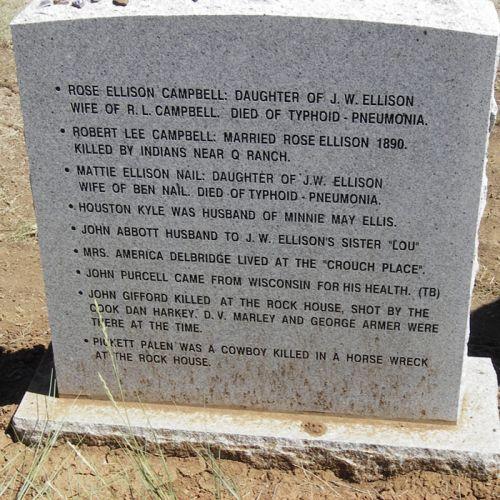 • ROSE ELLISON CAMPBELL: DAUGHTER OF J. W. ELLISON
WIFE OF R. L. CAMPBELL. DIED OF TYPHOID - PNEUMONIA.
• ROBERT LEE CAMPBELL: MARRIED ROSE ELLISON 1890.
KILLED BY INDIANS NEAR Q RANCH.
• MATTIE ELLISON NAIL: DAUGHTER OF J.W. ELLISON
WIFE OF BEN NAIL. DIED OF TYPHOID - PNEUMONIA.
• HOUSTON KYLE WAS HUSBAND OF MINNIE MAY ELLIS.
• JOHN ABBOTT HUSBAND TO J. W. ELLISON'S SISTER "LOU"
• MRS. AMERICA DELBRIDGE LIVED AT THE "CROUCH PLACE".
• JOHN PURCELL CAME FROM WISCONSIN FOR HIS HEALTH. (TB)
• JOHN GIFFORD KILLED AT THE ROCK HOUSE, SHOT BY THE
COOK DAN HARKEY. D. V. MARLEY AND GEORGE ARMER WERE
THERE AT THE TIME.
• PICKETT PALEN WAS A COWBOY KILLED IN A HORSE WRECK
AT THE ROCK HOUSE.